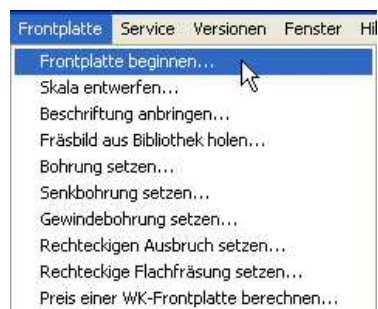 Frontplatte Service Versionen Fenster Hil
Frontplatte beginnen...
Skala entwerfen...
Beschriftung anbringen...
Fräsbild aus Bibliothek holen...
Bohrung setzen...
Senkbohrung setzen...
Gewindebohrung setzen...
Rechteckigen Ausbruch setzen...
Rechteckige Flachfräsung setzen...
Preis einer WK-Frontplatte berechnen...